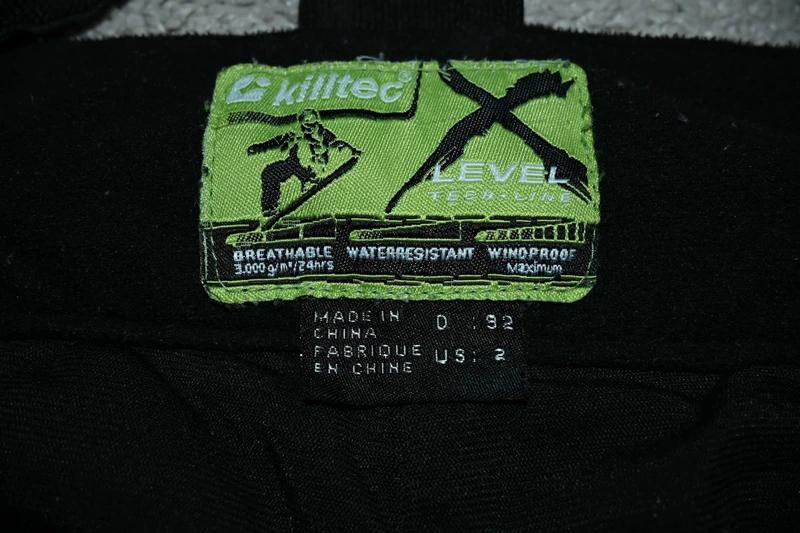 killtec®
X
LEVEL
TECH-LINE
BREATHABLE WATERRESISTANT WINDPROOF
3.000 g/m²/24hrs Maximum
MADE IN CHINA D : 92
FABRIQUE EN CHINE US: 2